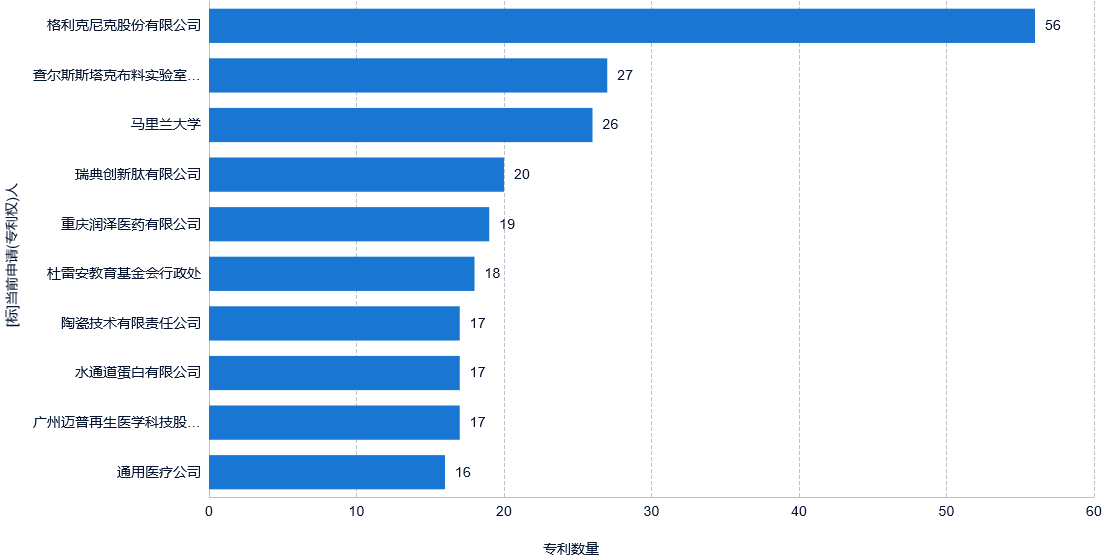 格利克尼克股份有限公司 56
查尔斯斯塔克布料实验室... 27
马里兰大学 26
瑞典创新肽有限公司 20
重庆润泽医药有限公司 19
杜雷安教育基金会行政处 18
陶瓷技术有限责任公司 17
水通道蛋白有限公司 17
广州迈普再生医学科技股... 17
通用医疗公司 16
0 10 20 30 40 50 60
专利数量
[标]当前申请(专利权)人